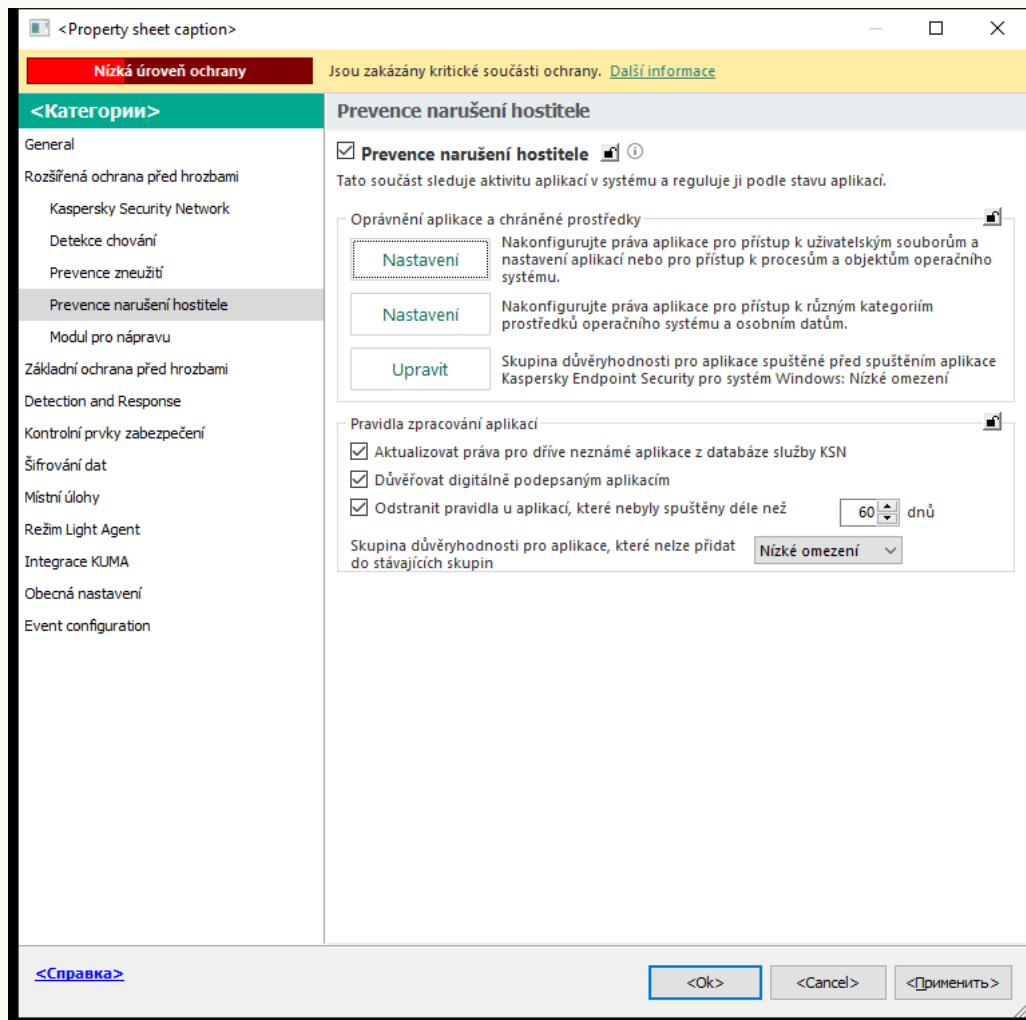 <Property sheet caption>
Nízká úroveň ochrany
Jsou zakázány kritické součásti ochrany. Další informace
<Категории>
General
Rozšířená ochrana před hrozbami
Kaspersky Security Network
Detekce chování
Prevence zneužití
Prevence narušení hostitele
Modul pro nápravu
Základní ochrana před hrozbami
Detection and Response
Kontrolní prvky zabezpečení
Šifrování dat
Místní úlohy
Režim Light Agent
Integrace KUMA
Obecná nastavení
Event configuration
Prevence narušení hostitele
Prevence narušení hostitele
Tato součást sleduje aktivitu aplikací v systému a reguluje ji podle stavu aplikací.
Oprávnění aplikace a chráněné prostředky
Nastavení
Nakonfigurujte práva aplikace pro přístup k uživatelským souborům a
nastavení aplikací nebo pro přístup k procesům a objektům operačního
systému.
Nastavení
Nakonfigurujte práva aplikace pro přístup k různým kategoriím
prostředků operačního systému a osobním datům.
Upravit
Skupina důvěryhodnosti pro aplikace spuštěné před spuštěním aplikace
Kaspersky Endpoint Security pro systém Windows: Nízké omezení
Pravidla zpracování aplikací
Aktualizovat práva pro dříve neznámé aplikace z databáze služby KSN
Důvěřovat digitálně podepsaným aplikacím
Odstranit pravidla u aplikací, které nebyly spuštěny déle než 60 dnů
Skupina důvěryhodnosti pro aplikace, které nelze přidat
do stávajících skupin
Nízké omezení
<Справка>
<Ok>
<Cancel>
<Применить>